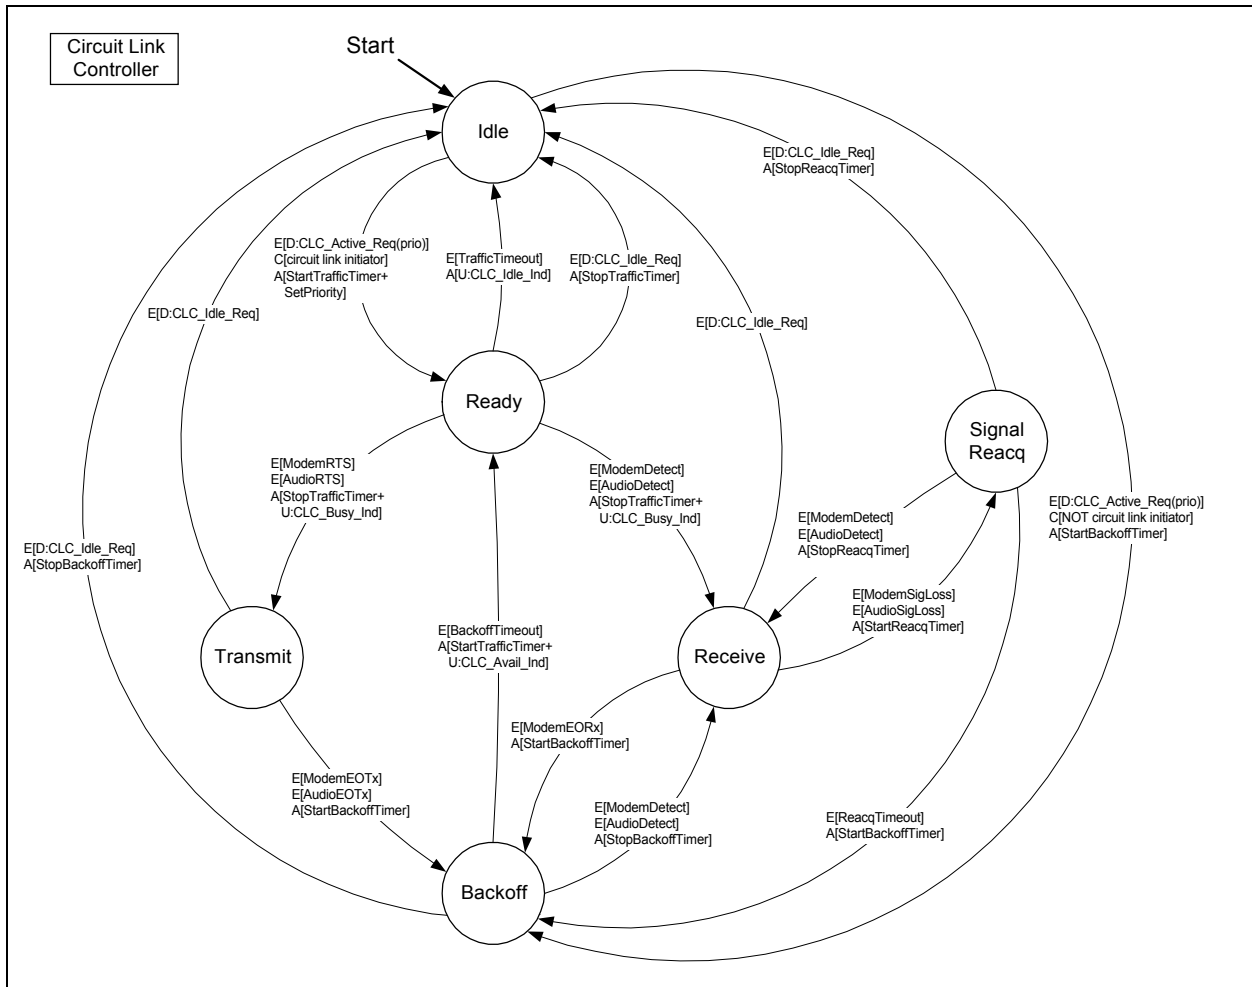 Circuit Link
Controller
Start
Idle
E[D:CLC_Idle_Req]
A[StopReacqTimer]
E[D:CLC_Active_Req(prio)]
C[circuit link initiator]
A[StartTrafficTimer+
SetPriority]
E[TrafficTimeout]
A[U:CLC_Idle_Ind]
E[D:CLC_Idle_Req]
A[StopTrafficTimer]
E[D:CLC_Idle_Req]
E[D:CLC_Idle_Req]
Ready
Signal
Reacq
E[ModemRTS]
E[AudioRTS]
A[StopTrafficTimer+
U:CLC_Busy_Ind]
E[ModemDetect]
E[AudioDetect]
A[StopTrafficTimer+
U:CLC_Busy_Ind]
E[D:CLC_Active_Req(prio)]
C[NOT circuit link initiator]
A[StartBackoffTimer]
E[ModemDetect]
E[AudioDetect]
A[StopReacqTimer]
E[D:CLC_Idle_Req]
A[StopBackoffTimer]
E[ModemSigLoss]
E[AudioSigLoss]
A[StartReacqTimer]
E[BackoffTimeout]
A[StartTrafficTimer+
U:CLC_Avail_Ind]
Transmit
Receive
E[ModemEORx]
A[StartBackoffTimer]
E[ModemEOTx]
E[AudioEOTx]
A[StartBackoffTimer]
E[ModemDetect]
E[AudioDetect]
A[StopBackoffTimer]
E[ReacqTimeout]
A[StartBackoffTimer]
Backoff